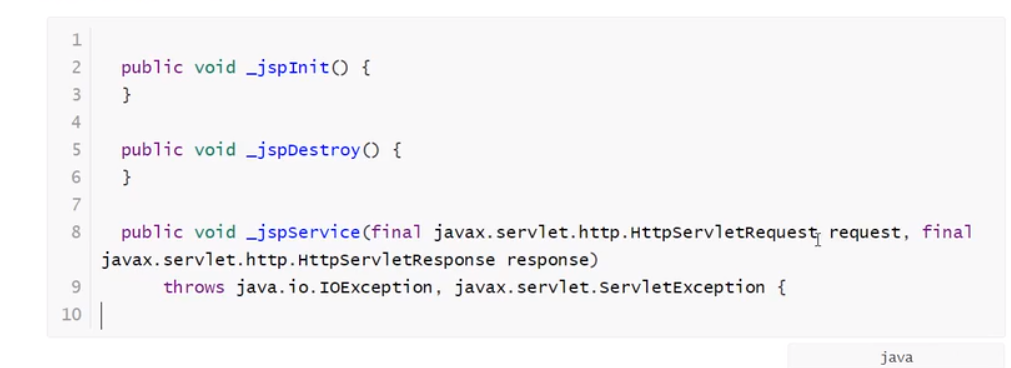 1
2 public void _jspInit() {
3 }
4
5 public void _jspDestroy() {
6 }
7
8 public void _jspService(final javax.servlet.http.HttpServletRequest request, final
javax.servlet.http.HttpServletResponse response)
9 throws java.io.IOException, javax.servlet.ServletException {
10
java